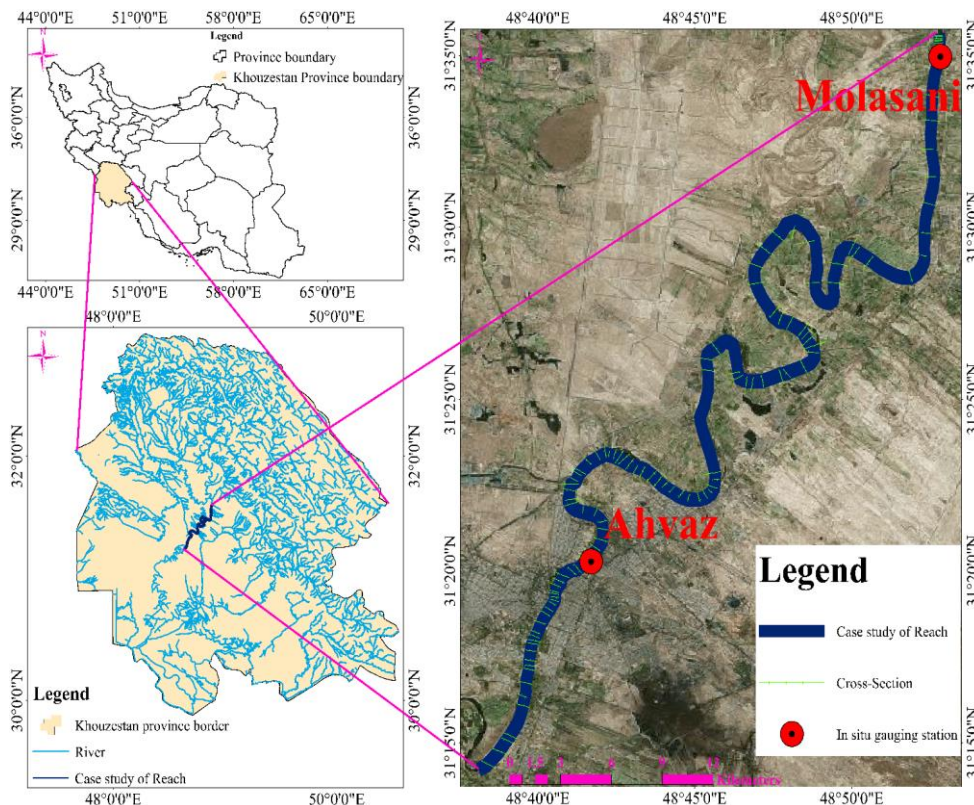 44°0'0"E 51°0'0"E 58°0'0"E 65°0'0"E
Legend
Province boundary
Khouzestan Province boundary
N
36°0'0"N
29°0'0"N
36°0'0"N
29°0'0"N
44°0'0"E 51°0'0"E 58°0'0"E 65°0'0"E
48°0'0"E 50°0'0"E
N
32°0'0"N
30°0'0"N
32°0'0"N
30°0'0"N
Legend
Khouzestan province border
River
Case study of Reach
48°0'0"E 50°0'0"E
48°40'0"E 48°45'0"E 48°50'0"E
31°35'0"N
31°30'0"N
31°25'0"N
31°20'0"N
31°15'0"N
Molasani
Ahvaz
Legend
Case study of Reach
Cross-Section
In situ gauging station
Kilometers
31°35'0"N
31°30'0"N
31°25'0"N
31°20'0"N
31°15'0"N
48°40'0"E 48°45'0"E 48°50'0"E